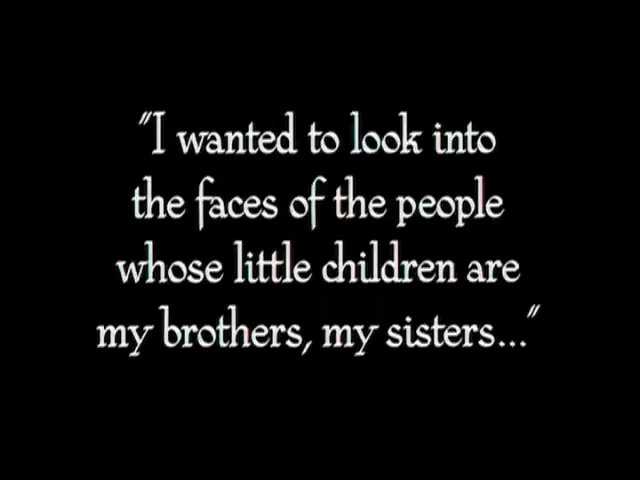 "I wanted to look into
the faces of the people
whose little children are
my brothers, my sisters..."